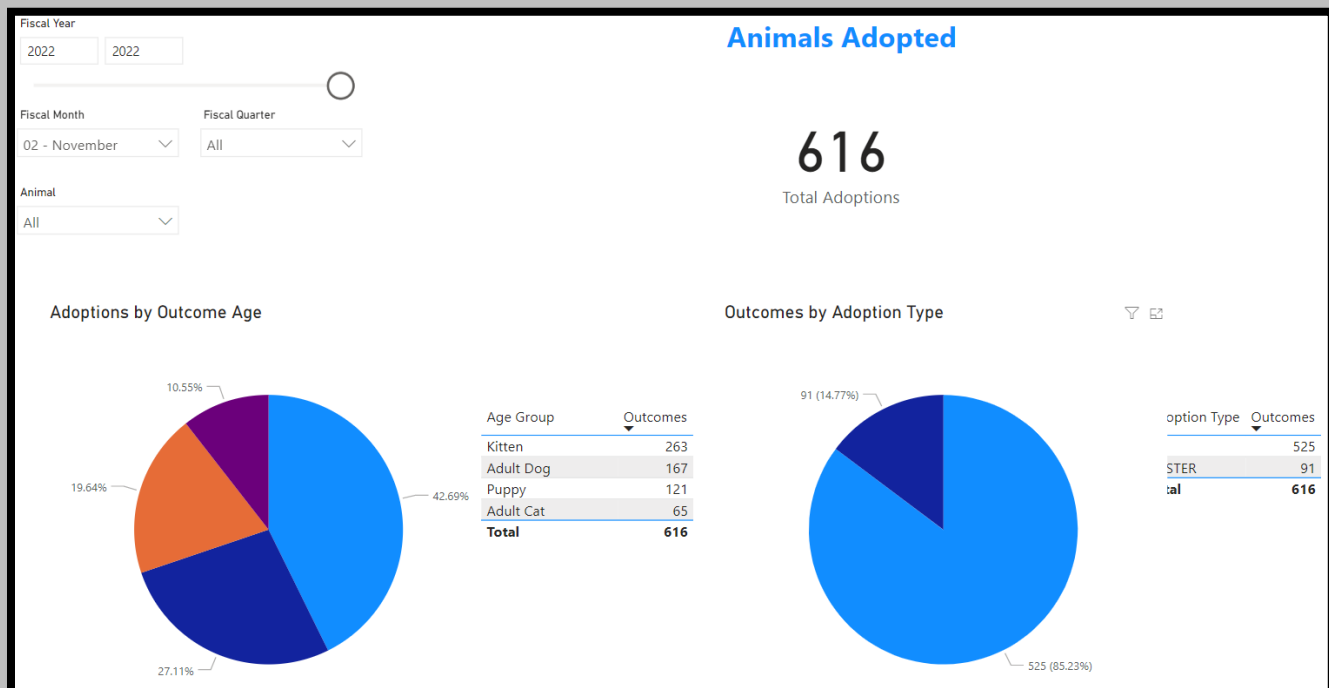 Fiscal Year
2022 2022
Animals Adopted
Fiscal Month Fiscal Quarter
02 - November All
616
Total Adoptions
Animal
All
Adoptions by Outcome Age
10.55%
19.64%
42.69%
27.11%
Age Group Outcomes
Kitten 263
Adult Dog 167
Puppy 121
Adult Cat 65
Total 616
Outcomes by Adoption Type
91 (14.77%)
525 (85.23%)
option Type Outcomes
525
STER 91
tal 616